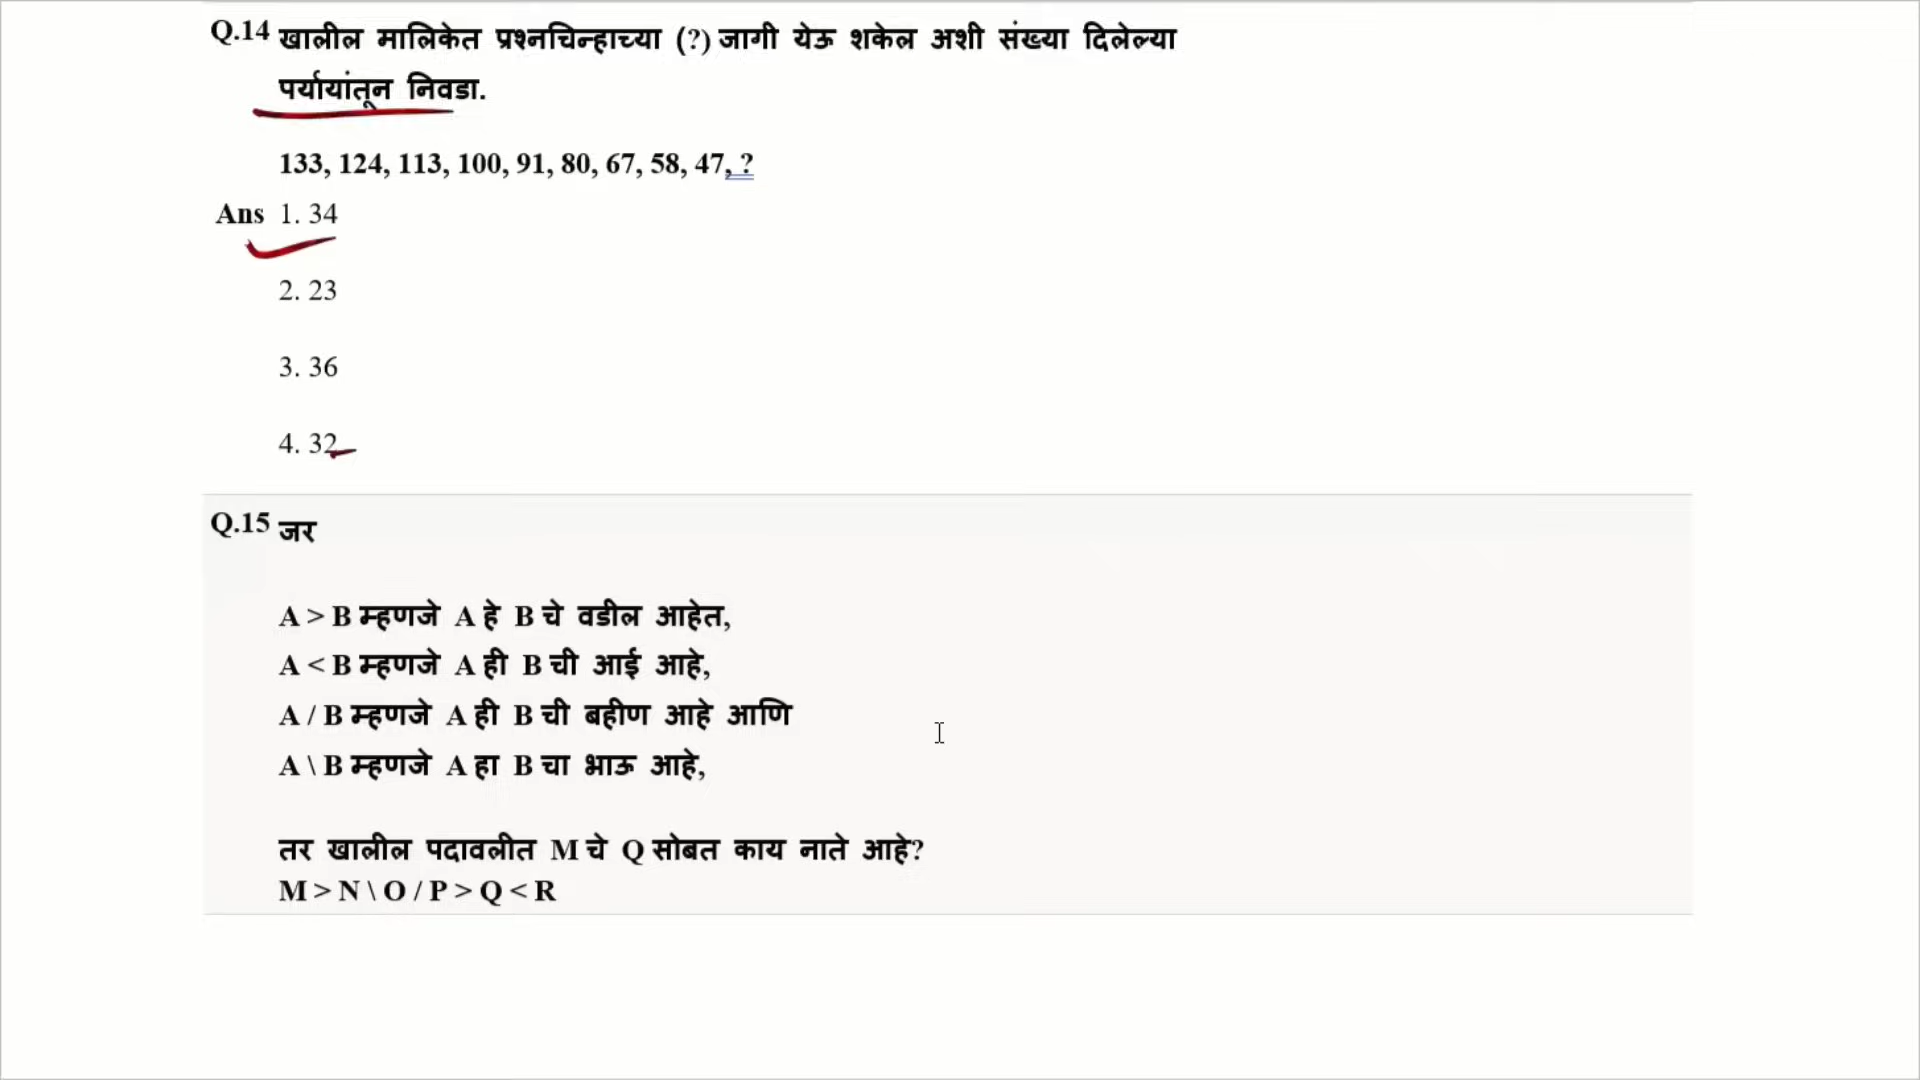 Q.14 खालील मालिकेत प्रश्नचिन्हाच्या (?) जागी येऊ शकेल अशी संख्या दिलेल्या
पर्यायांतून निवडा.
133, 124, 113, 100, 91, 80, 67, 58, 47, ?
Ans 1. 34
2. 23
3. 36
4. 32
Q.15 जर
A > B म्हणजे A हे B चे वडील आहेत,
A < B म्हणजे A ही B ची आई आहे,
A / B म्हणजे A ही B ची बहीण आहे आणि
A \ B म्हणजे A हा B चा भाऊ आहे,
तर खालील पदावलीत M चे Q सोबत काय नाते आहे?
M > N \ O / P > Q < R